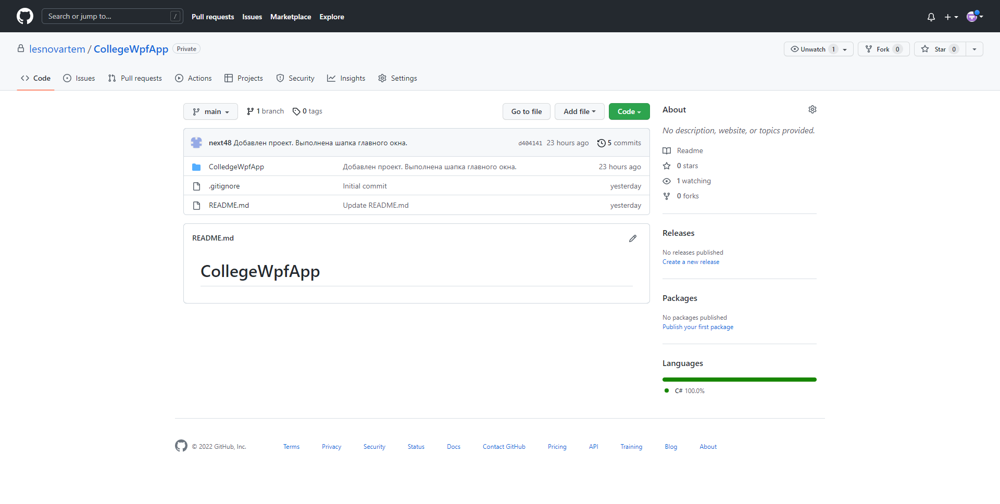 Search or jump to... /
Pull requests Issues Marketplace Explore
lesnovartem / CollegeWpfApp Private
Unwatch 1 Fork 0 Star 0
Code Issues Pull requests Actions Projects Security Insights Settings
main 1 branch 0 tags Go to file Add file Code
next48 Добавлен проект. Выполнена шапка главного окна. d404141 23 hours ago 5 commits
ColledgeWpfApp Добавлен проект. Выполнена шапка главного окна. 23 hours ago
.gitignore Initial commit yesterday
README.md Update README.md yesterday
README.md
CollegeWpfApp
About
No description, website, or topics provided.
Readme
0 stars
1 watching
0 forks
Releases
No releases published
Create a new release
Packages
No packages published
Publish your first package
Languages
C# 100.0%
© 2022 GitHub, Inc. Terms Privacy Security Status Docs Contact GitHub Pricing API Training Blog About